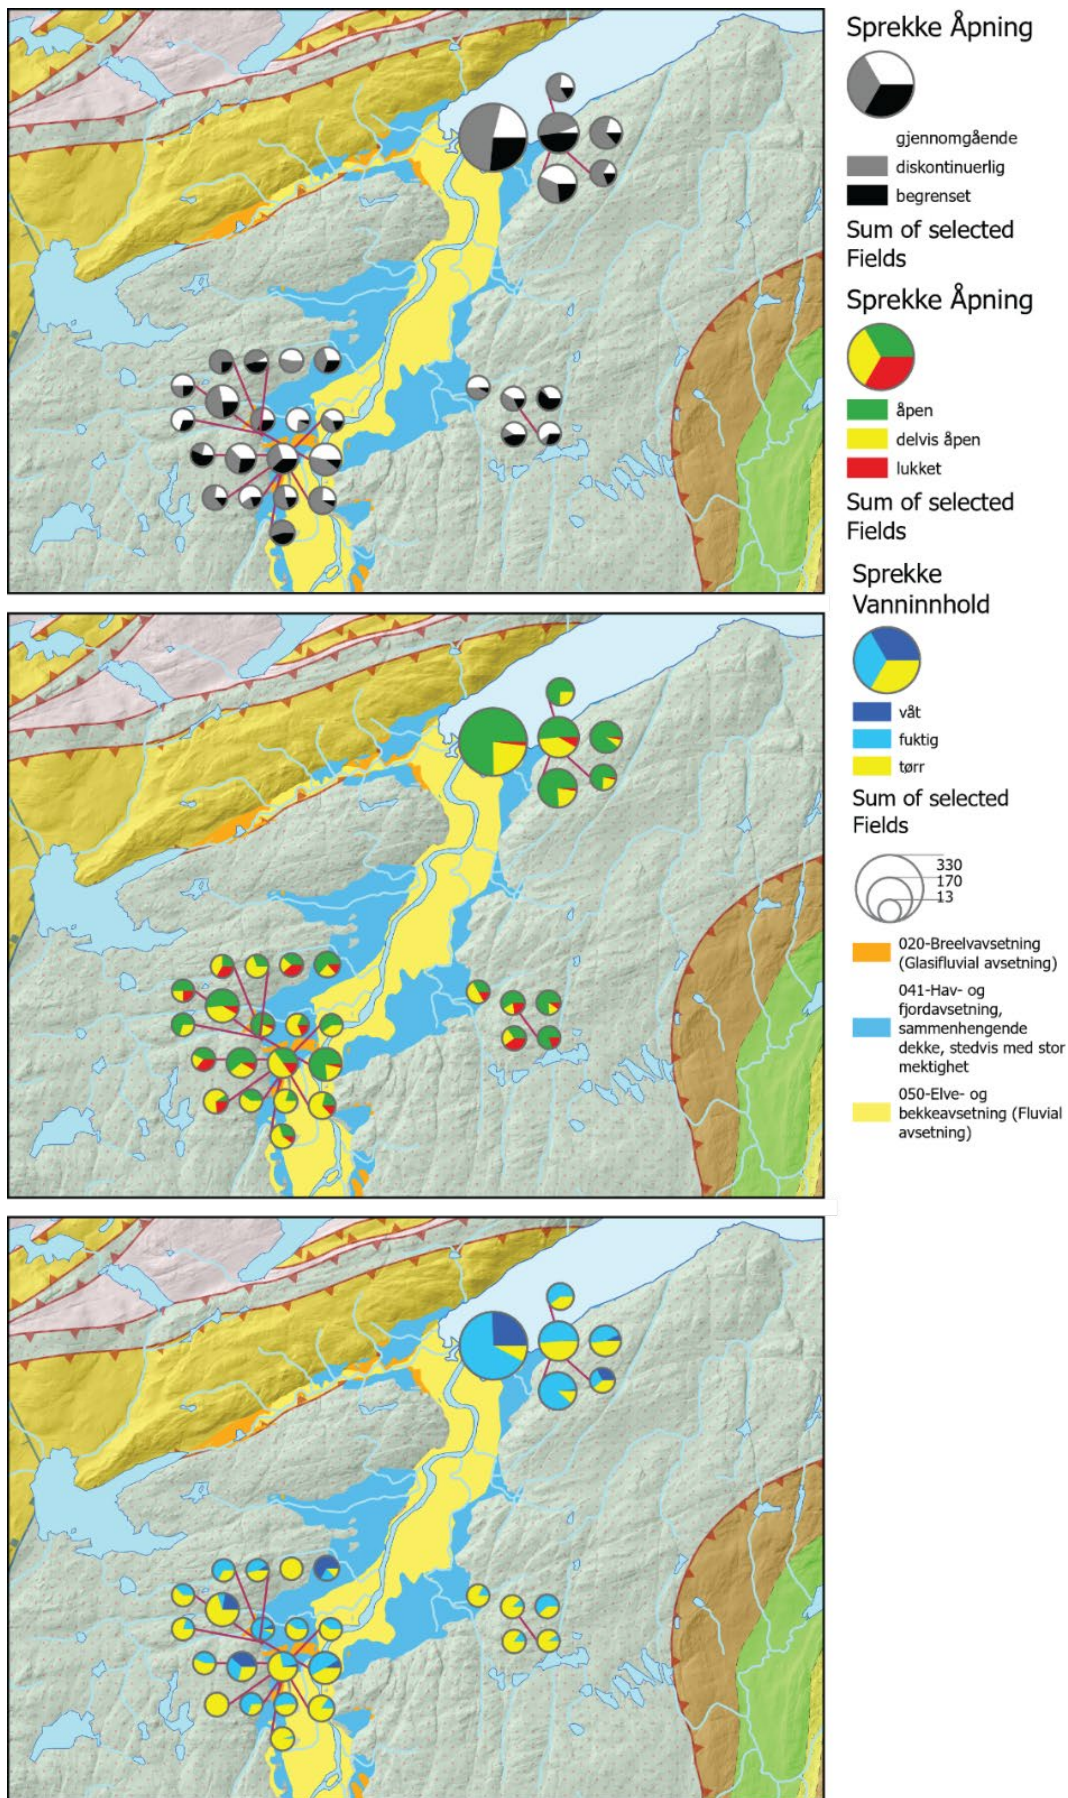 Sprekke Åpning
gjennomgående
diskontinuerlig
begrenset
Sum of selected
Fields
Sprekke Åpning
åpen
delvis åpen
lukket
Sum of selected
Fields
Sprekke
Vanninnhold
våt
fuktig
tørr
Sum of selected
Fields
330
170
13
020-Breelvavsetning
(Glasifluvial avsetning)
041-Hav- og
fjordavsetning,
sammenhengende
dekke, stedvis med stor
mektighet
050-Elve- og
bekkeavsetning (Fluvial
avsetning)